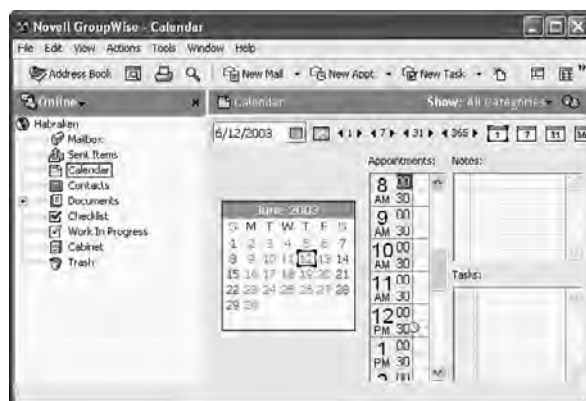 Novell GroupWise - Calendar
File Edit View Actions Tools Window Help
Address Book New Mail New Appt. New Task
Online Calendar Show: All Categories
Habraken
Mailbox
Sent Items
Calendar
Contacts
Documents
Checklist
Work In Progress
Cabinet
Trash
6/12/2003 1 7 31 365 1 7 31
Appointments: Notes:
8 00
AM 30
9 00
AM 30
10 00
AM 30
11 00
AM 30
12 00
PM 30
1 00
PM 30
2 00
Tasks:
June 2003
S M T W T F S
1 2 3 4 5 6 7
8 9 10 11 12 13 14
15 16 17 18 19 20 21
22 23 24 25 26 27 28
29 30